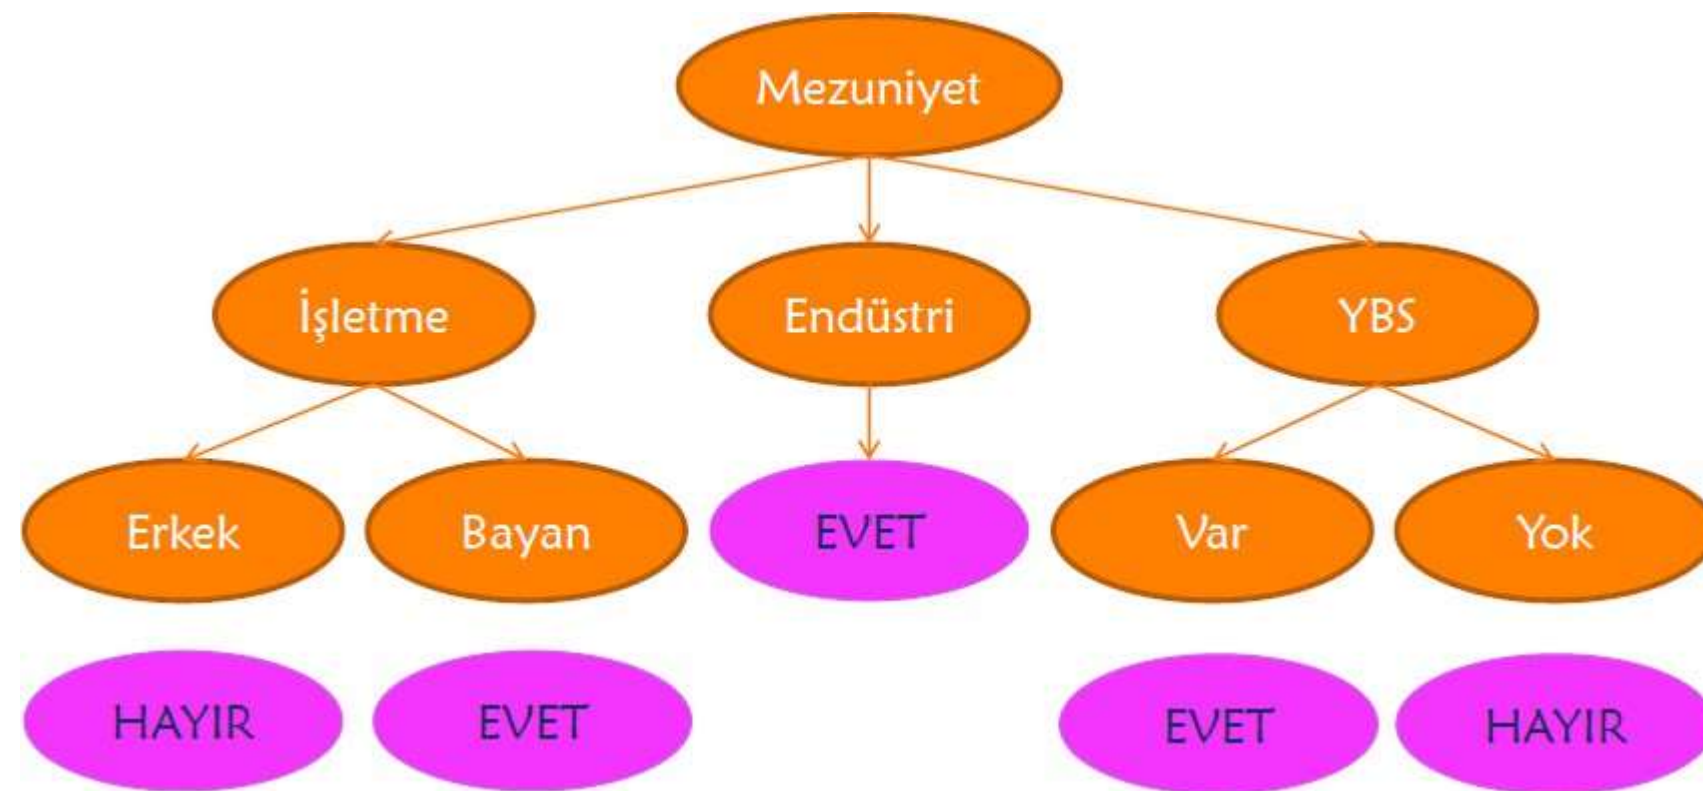 Mezuniyet
İşletme
Endüstri
YBS
Erkek
Bayan
EVET
Var
Yok
HAYIR
EVET
EVET
HAYIR